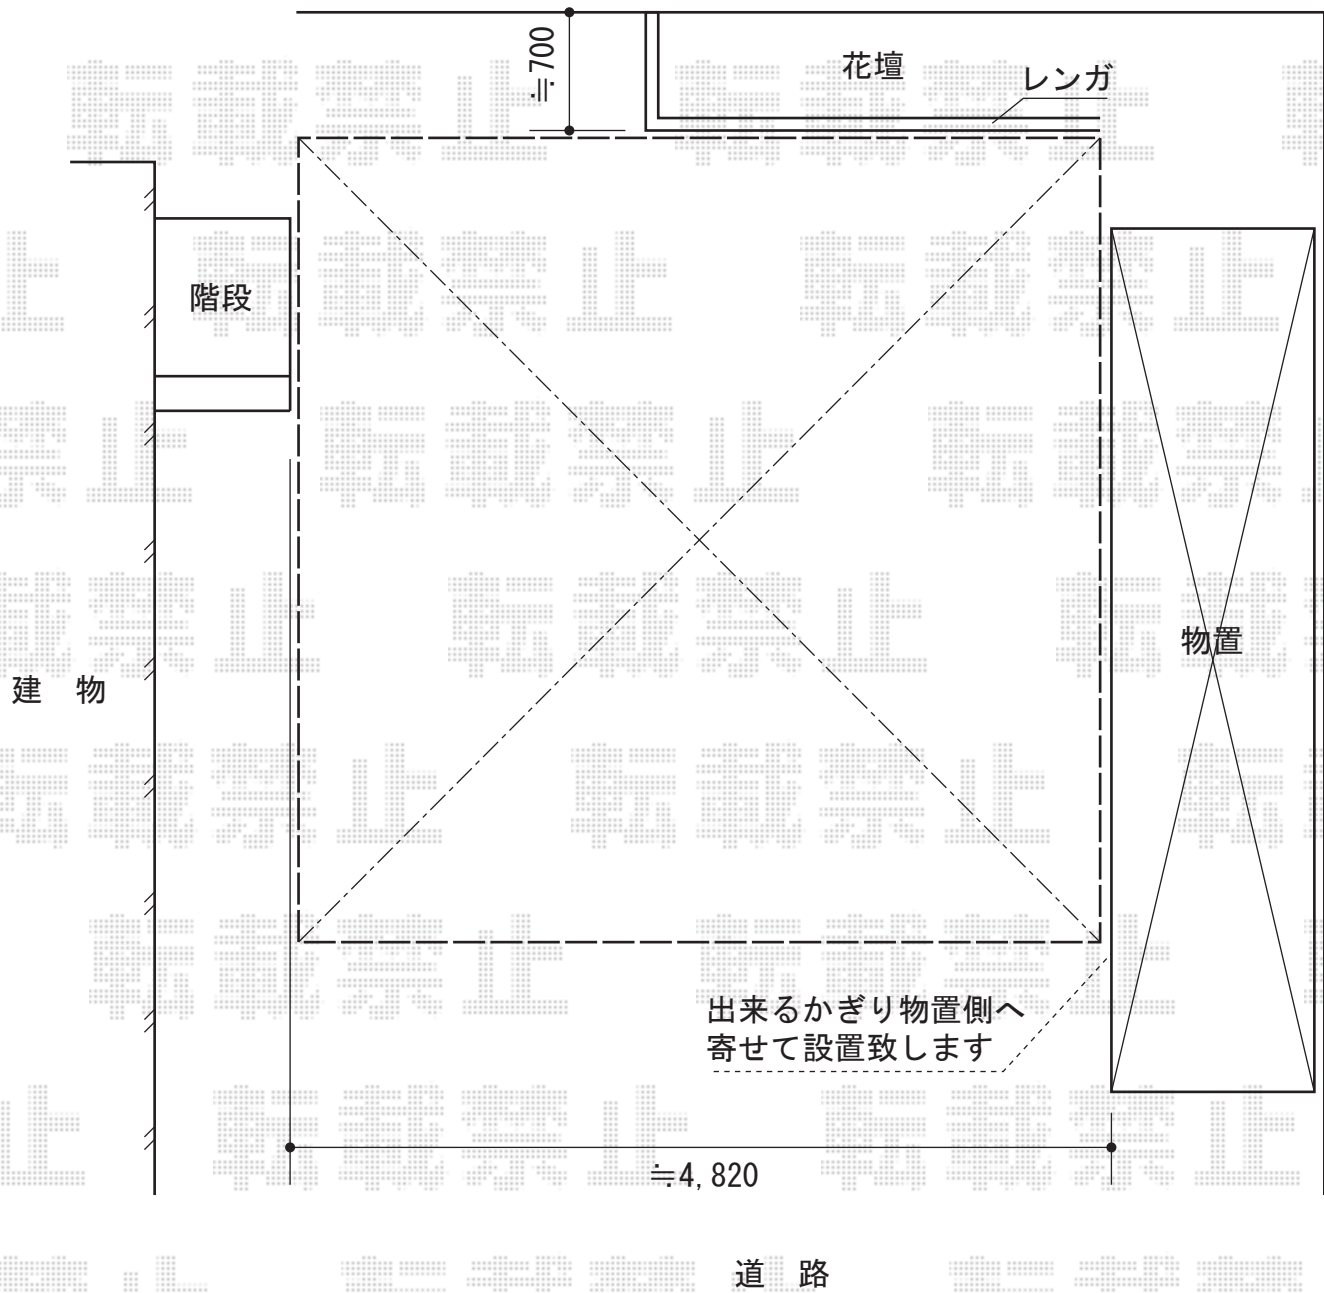 ≒700
花壇
レンガ
階段
物置
建 物
出来るかぎり物置側へ
寄せて設置致します
≒4,820
道 路
転載禁止